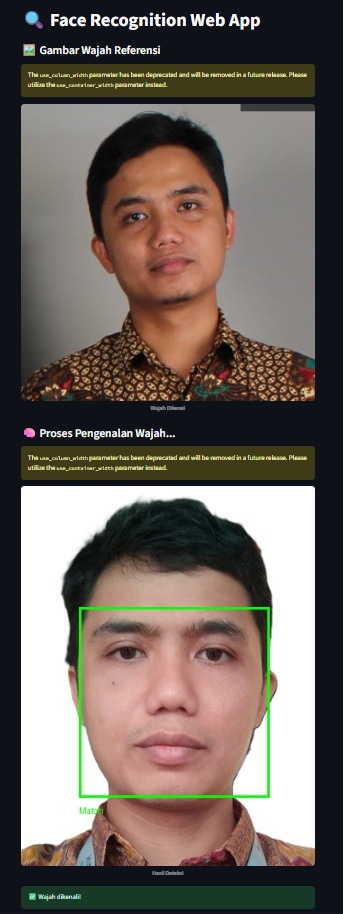 Face Recognition Web App
Gambar Wajah Referensi
The use_column_width parameter has been deprecated and will be removed in a future release. Please
utilize the use_container_width parameter instead.
Wajah Dikenal
Proses Pengenalan Wajah...
The use_column_width parameter has been deprecated and will be removed in a future release. Please
utilize the use_container_width parameter instead.
Match
Hasil Deteksi
Wajah dikenali!